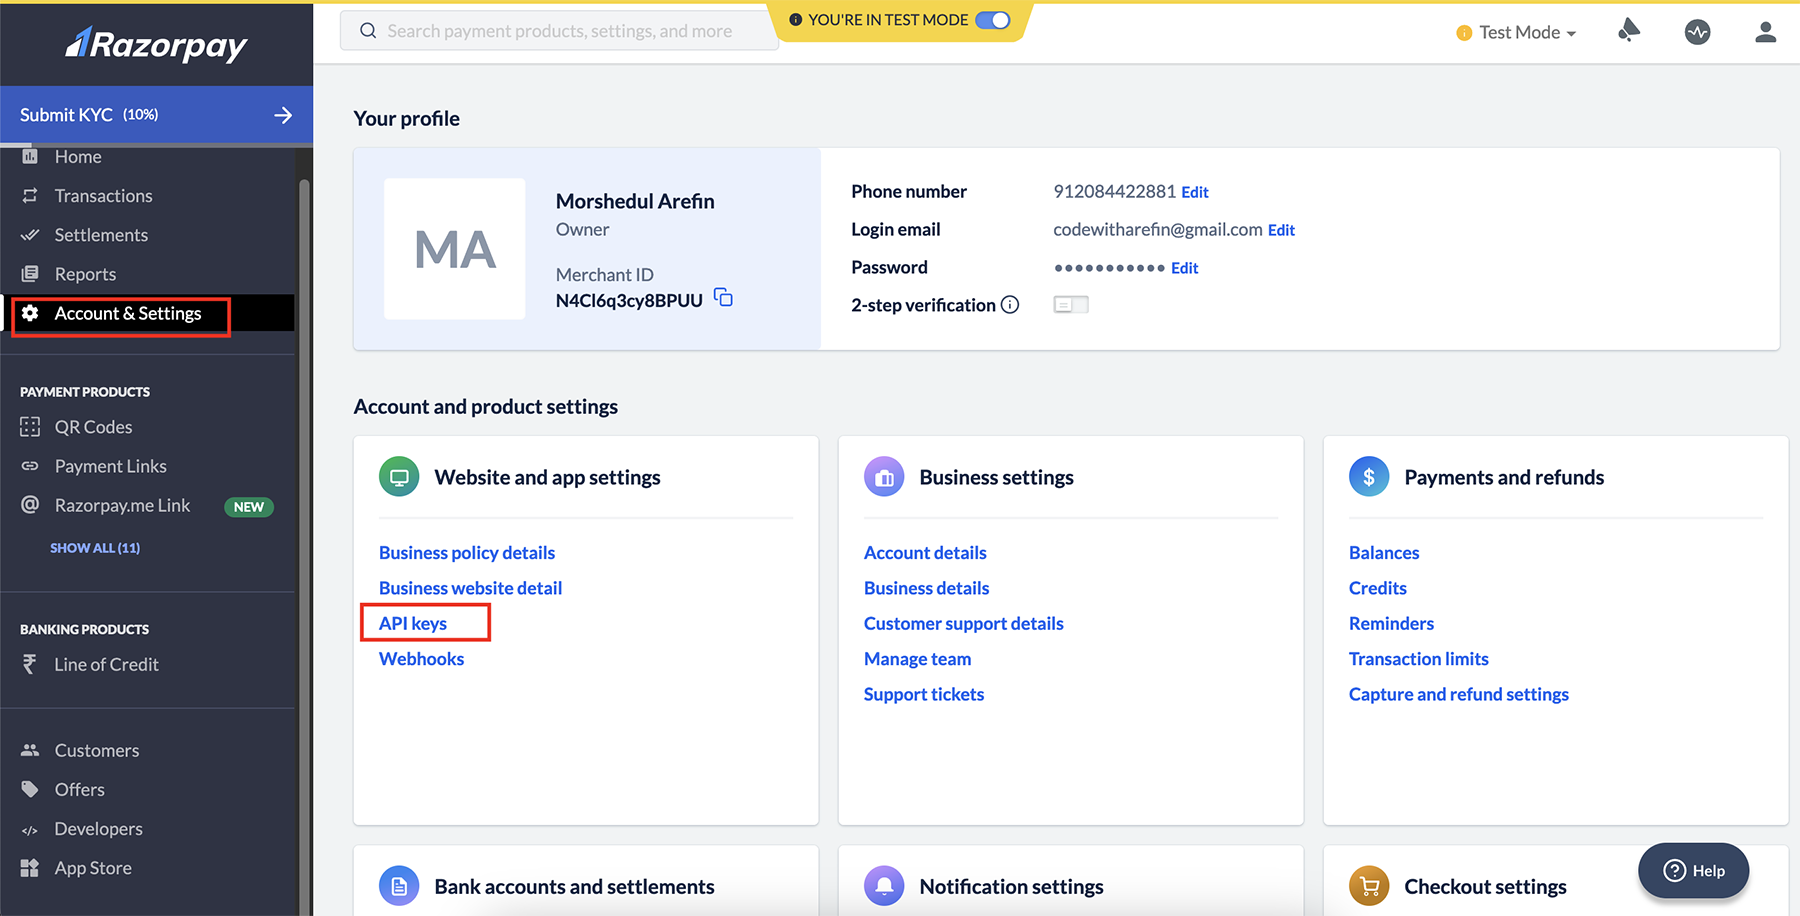 Razorpay
Search payment products, settings, and more
YOU'RE IN TEST MODE
Test Mode
Submit KYC (10%)
Home
Transactions
Settlements
Reports
Account & Settings
PAYMENT PRODUCTS
QR Codes
Payment Links
Razorpay.me Link NEW
SHOW ALL (11)
BANKING PRODUCTS
Line of Credit
Customers
Offers
Developers
App Store
Your profile
MA
Morshedul Arefin
Owner
Merchant ID
N4Cl6q3cy8BPUU
Phone number 912084422881 Edit
Login email codewitharefin@gmail.com Edit
Password ••••••••••• Edit
2-step verification
Account and product settings
Website and app settings
Business policy details
Business website detail
API keys
Webhooks
Business settings
Account details
Business details
Customer support details
Manage team
Support tickets
Payments and refunds
Balances
Credits
Reminders
Transaction limits
Capture and refund settings
Bank accounts and settlements
Notification settings
Checkout settings
Help